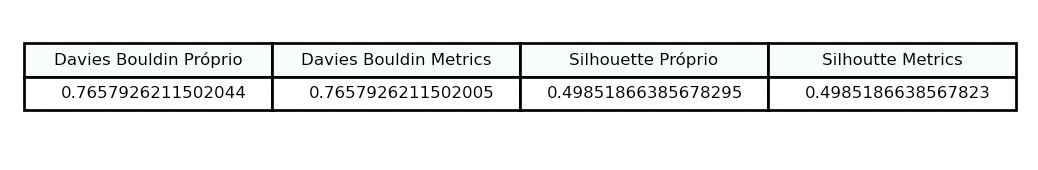 Davies Bouldin Próprio Davies Bouldin Metrics Silhouette Próprio Silhoutte Metrics
0.7657926211502044 0.7657926211502005 0.49851866385678295 0.4985186638567823